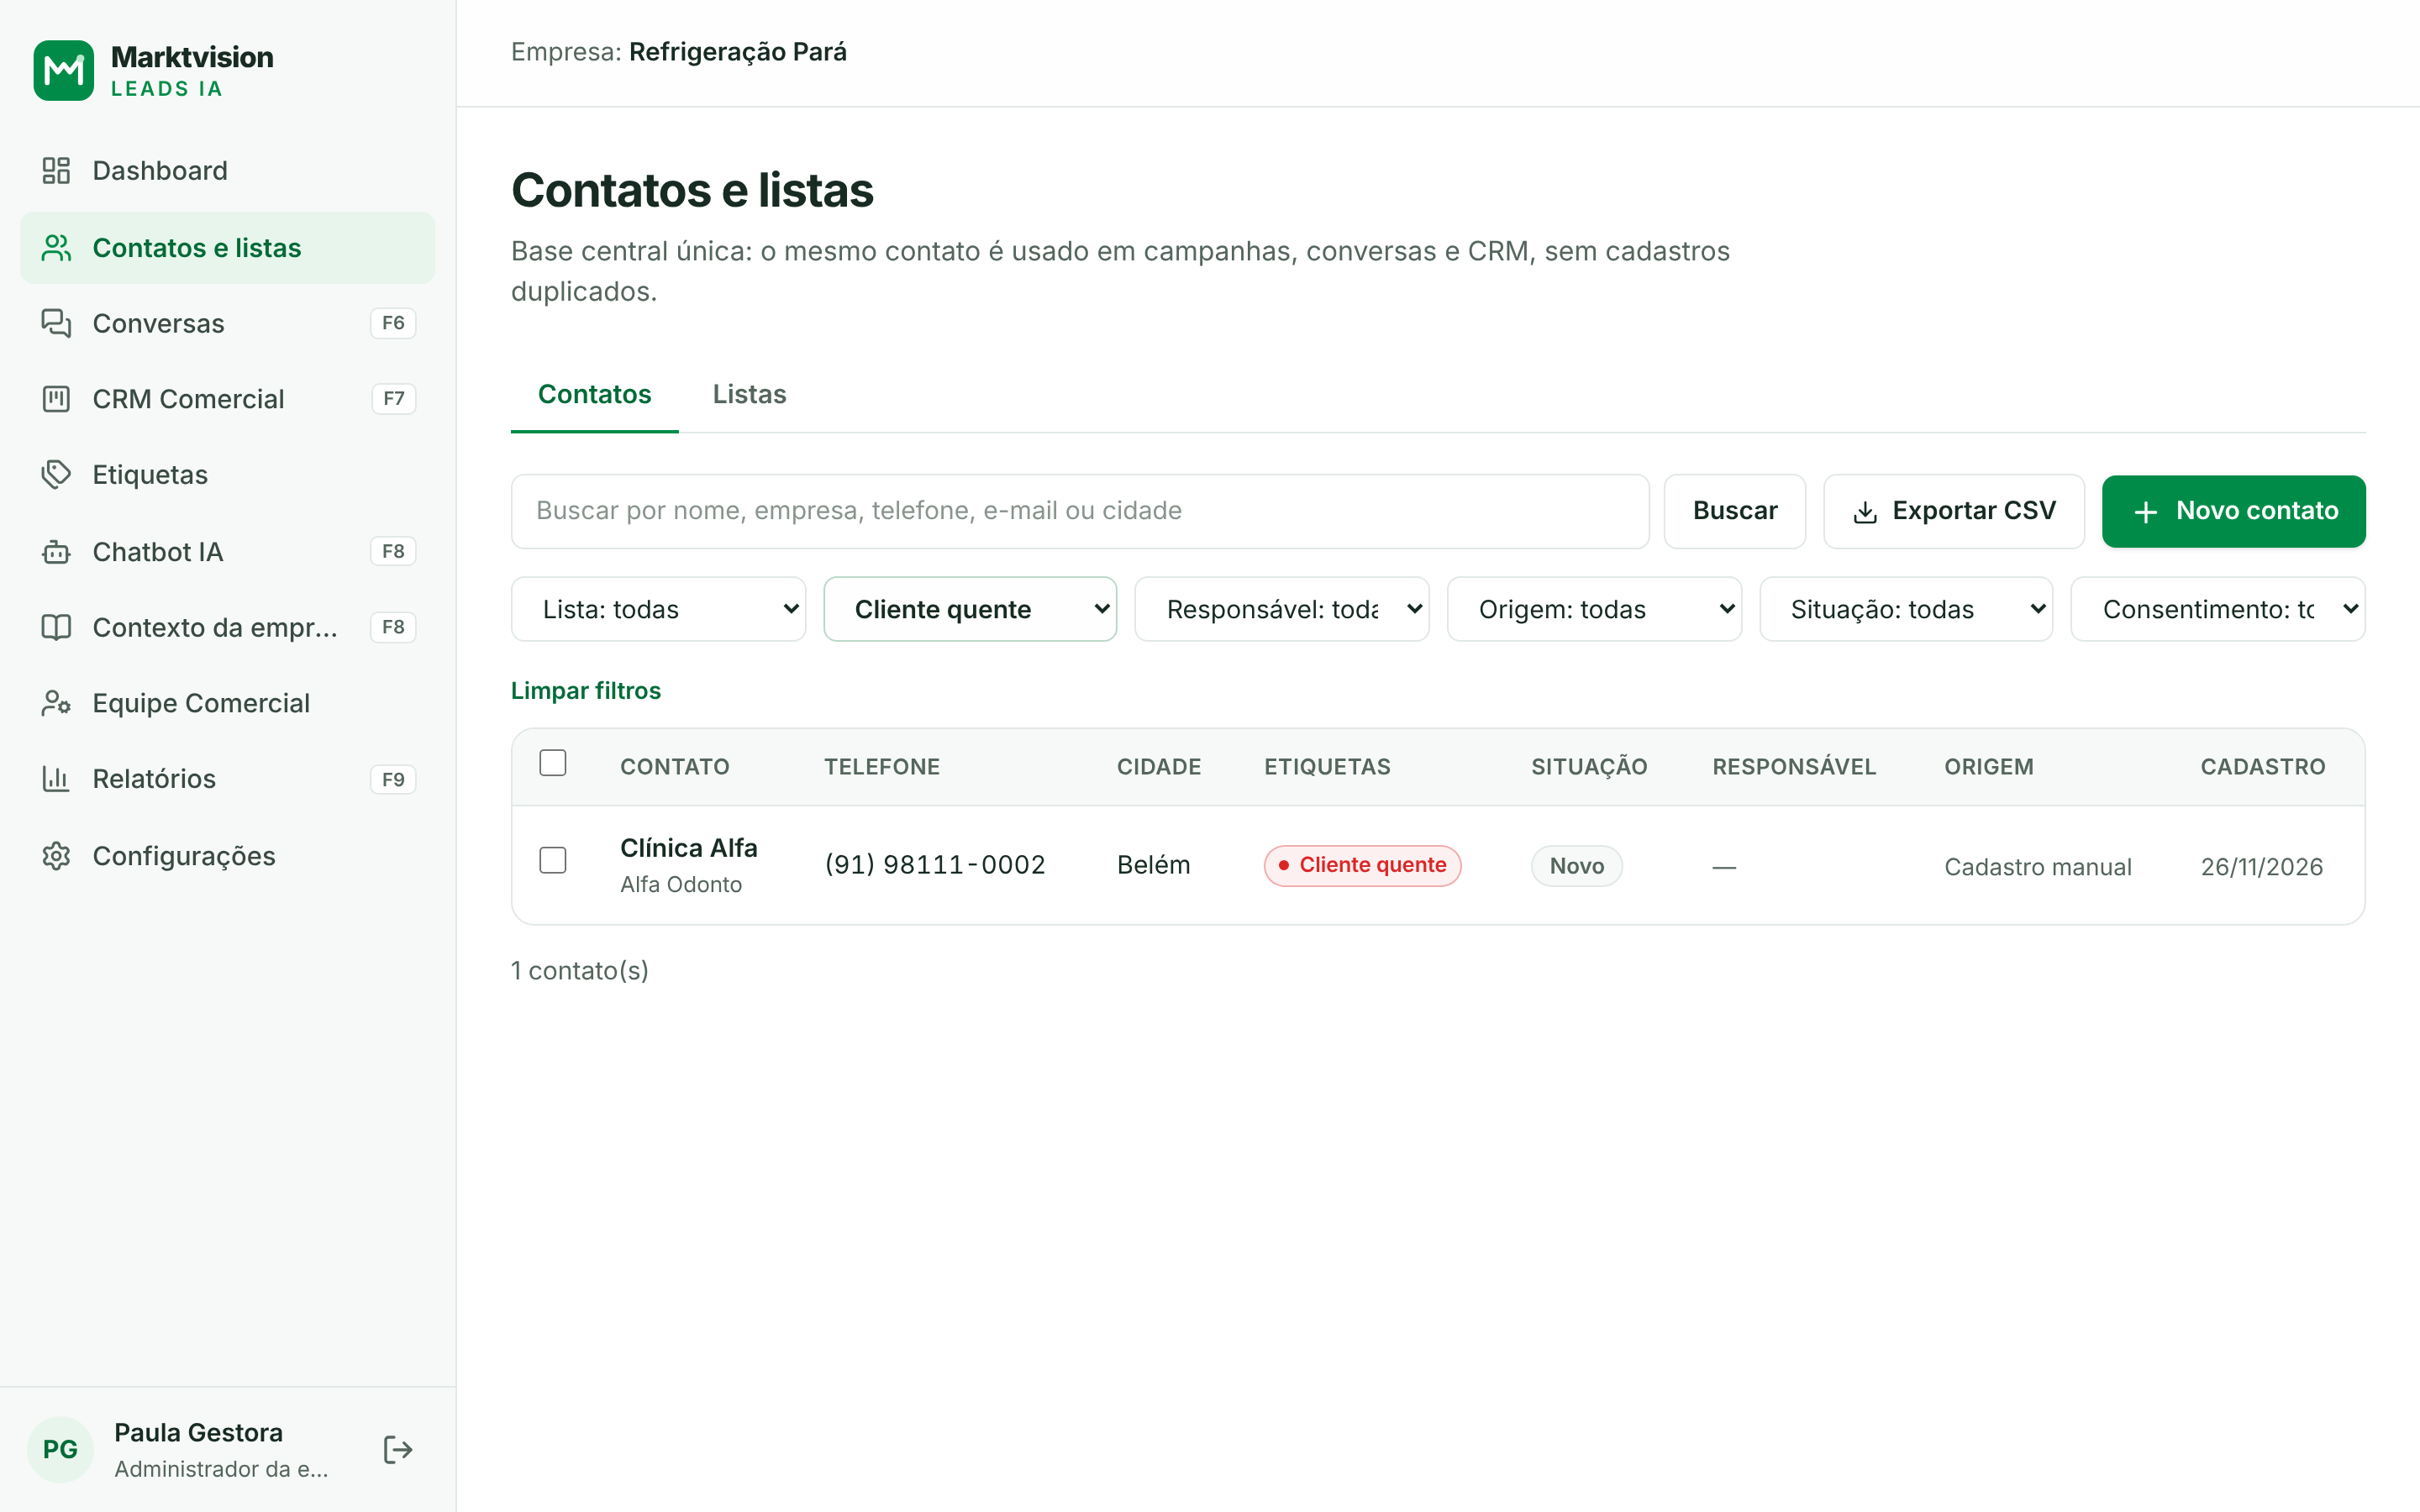 Marktvision
LEADS IA
Dashboard
Contatos e listas
Conversas F6
CRM Comercial F7
Etiquetas
Chatbot IA F8
Contexto da empr... F8
Equipe Comercial
Relatórios F9
Configurações
PG
Paula Gestora
Administrador da e...
Empresa: Refrigeração Pará
Contatos e listas
Base central única: o mesmo contato é usado em campanhas, conversas e CRM, sem cadastros
duplicados.
Contatos Listas
Buscar por nome, empresa, telefone, e-mail ou cidade Buscar Exportar CSV Novo contato
Lista: todas Cliente quente Responsável: toda Origem: todas Situação: todas Consentimento: to
Limpar filtros
CONTATO TELEFONE CIDADE ETIQUETAS SITUAÇÃO RESPONSÁVEL ORIGEM CADASTRO
Clínica Alfa (91) 98111-0002 Belém Cliente quente Novo — Cadastro manual 26/11/2026
Alfa Odonto
1 contato(s)